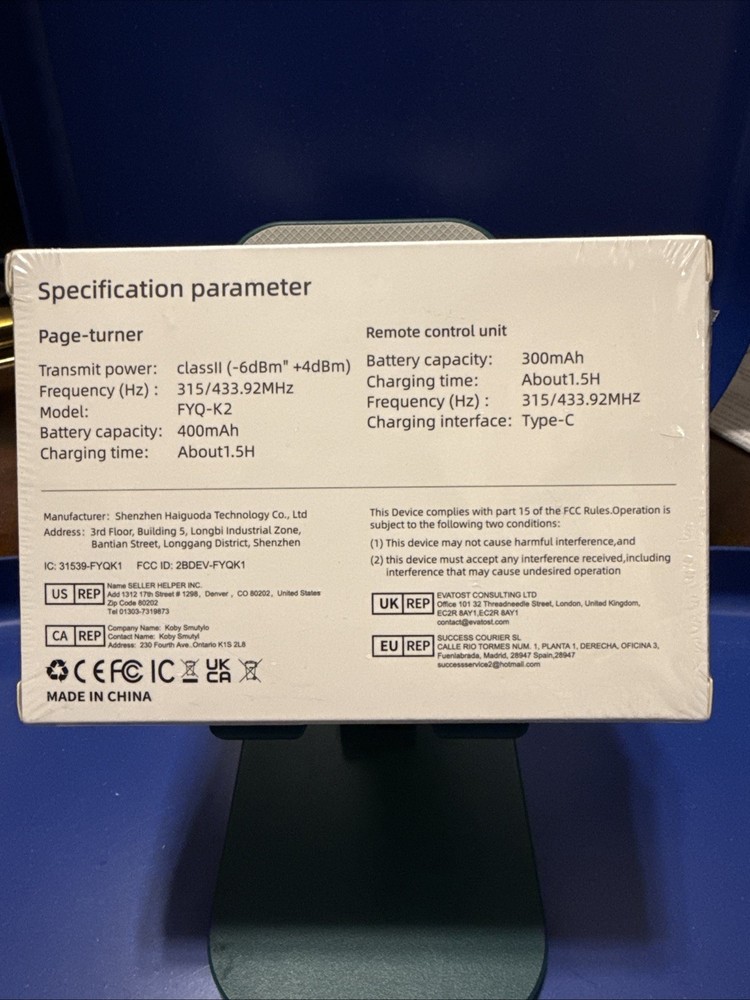 Specification parameter
Page-turner
Transmit power: classII (-6dBm" +4dBm)
Frequency (Hz) : 315/433.92MHz
Model: FYQ-K2
Battery capacity: 400mAh
Charging time: About1.5H
Remote control unit
Battery capacity: 300mAh
Charging time: About1.5H
Frequency (Hz) : 315/433.92MHz
Charging interface: Type-C
Manufacturer: Shenzhen Haiguoda Technology Co., Ltd
Address: 3rd Floor, Building 5, Longbi Industrial Zone,
Bantian Street, Longgang District, Shenzhen
IC: 31539-FYQK1 FCC ID: 2BDEV-FYQK1
US REP
Name SELLER HELPER INC.
Add 1312 17th Street # 1298, Denver , CO 80202, United States
Zip Code 80202
Tel 01303-7319873
CA REP
Company Name: Koby Smutylo
Contact Name: Koby Smutyl
Address: 230 Fourth Ave.,Ontario K1S 2L8
CE FC IC UK CA
MADE IN CHINA
This Device complies with part 15 of the FCC Rules.Operation is
subject to the following two conditions:
(1) This device may not cause harmful interference,and
(2) this device must accept any interference received,including
interference that may cause undesired operation
UK REP
EVATOST CONSULTING LTD
Office 101 32 Threadneedle Street, London, United Kingdom,
EC2R 8AY1,EC2R 8AY1
contact@evatost.com
EU REP
SUCCESS COURIER SL
CALLE RIO TORMES NUM. 1, PLANTA 1, DERECHA, OFICINA 3,
Fuenlabrada, Madrid, 28947 Spain,28947
successservice2@hotmail.com